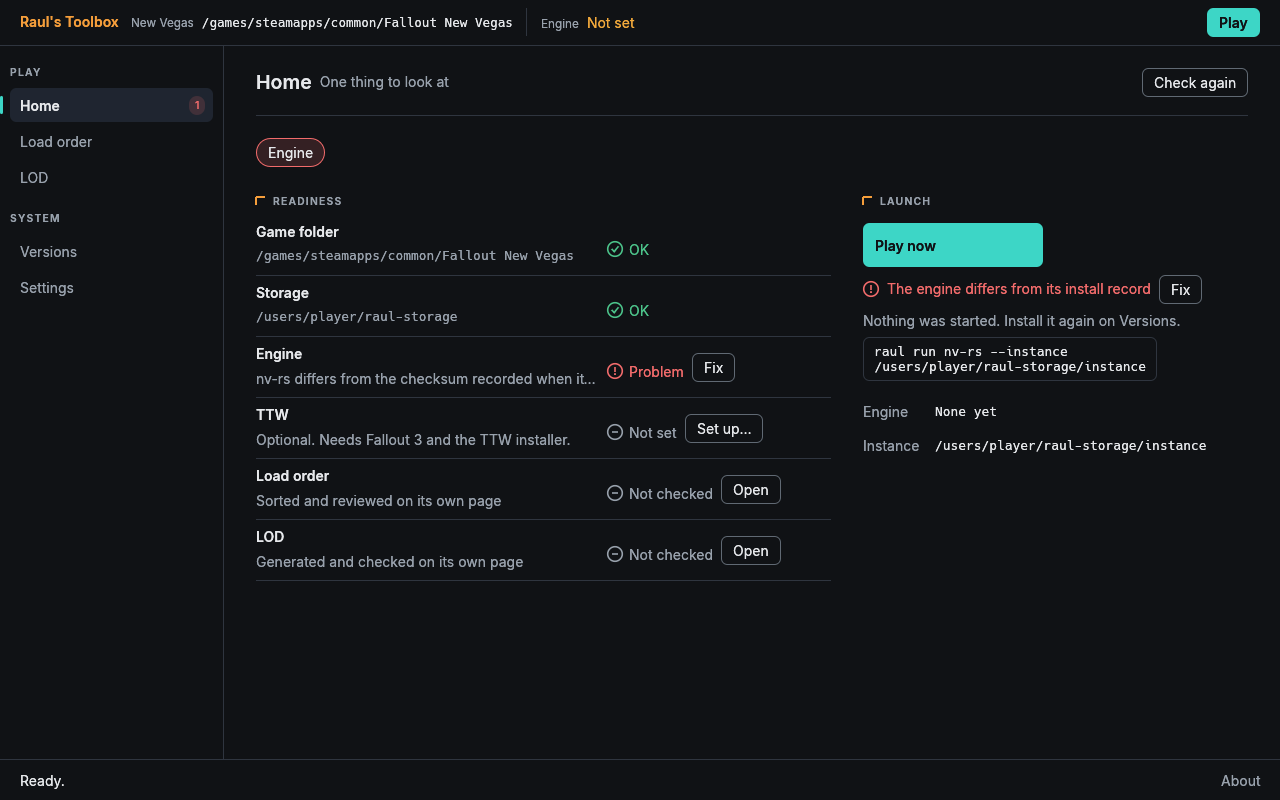 Raul's Toolbox New Vegas /games/steamapps/common/Fallout New Vegas Engine Not set Play
PLAY
Home 1
Load order
LOD
SYSTEM
Versions
Settings
Home One thing to look at Check again
Engine
READINESS
Game folder
/games/steamapps/common/Fallout New Vegas OK
Storage
/users/player/raul-storage OK
Engine
nv-rs differs from the checksum recorded when it... Problem Fix
TTW
Optional. Needs Fallout 3 and the TTW installer. Not set Set up...
Load order
Sorted and reviewed on its own page Not checked Open
LOD
Generated and checked on its own page Not checked Open
LAUNCH
Play now
The engine differs from its install record Fix
Nothing was started. Install it again on Versions.
raul run nv-rs --instance
/users/player/raul-storage/instance
Engine None yet
Instance /users/player/raul-storage/instance
Ready. About